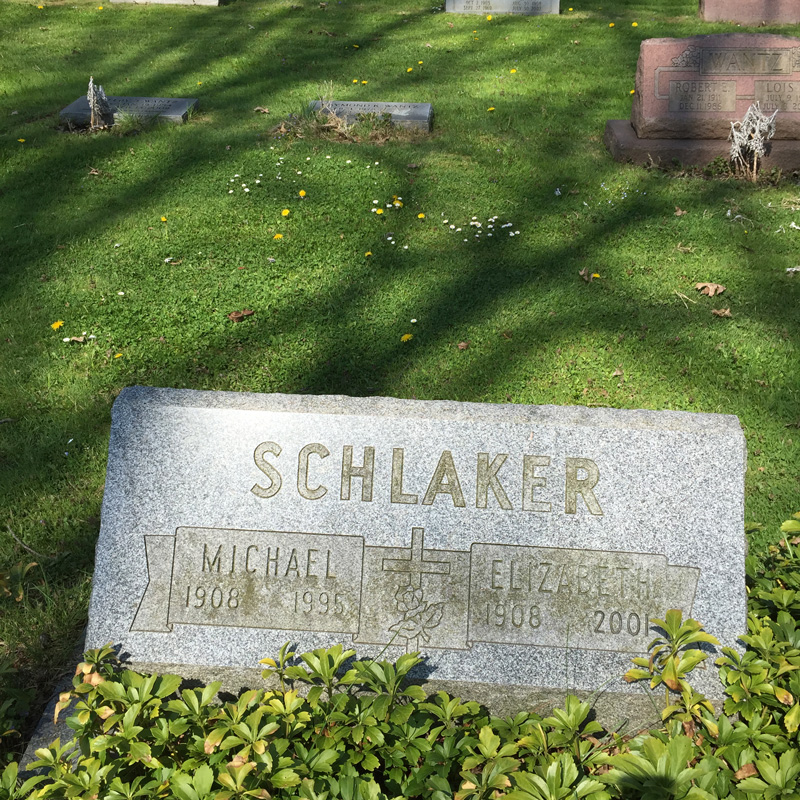 WANTZ
ROBERT E.
LOIS
SCHLAKER
MICHAEL
1908 1995
ELIZABETH
1908 2001